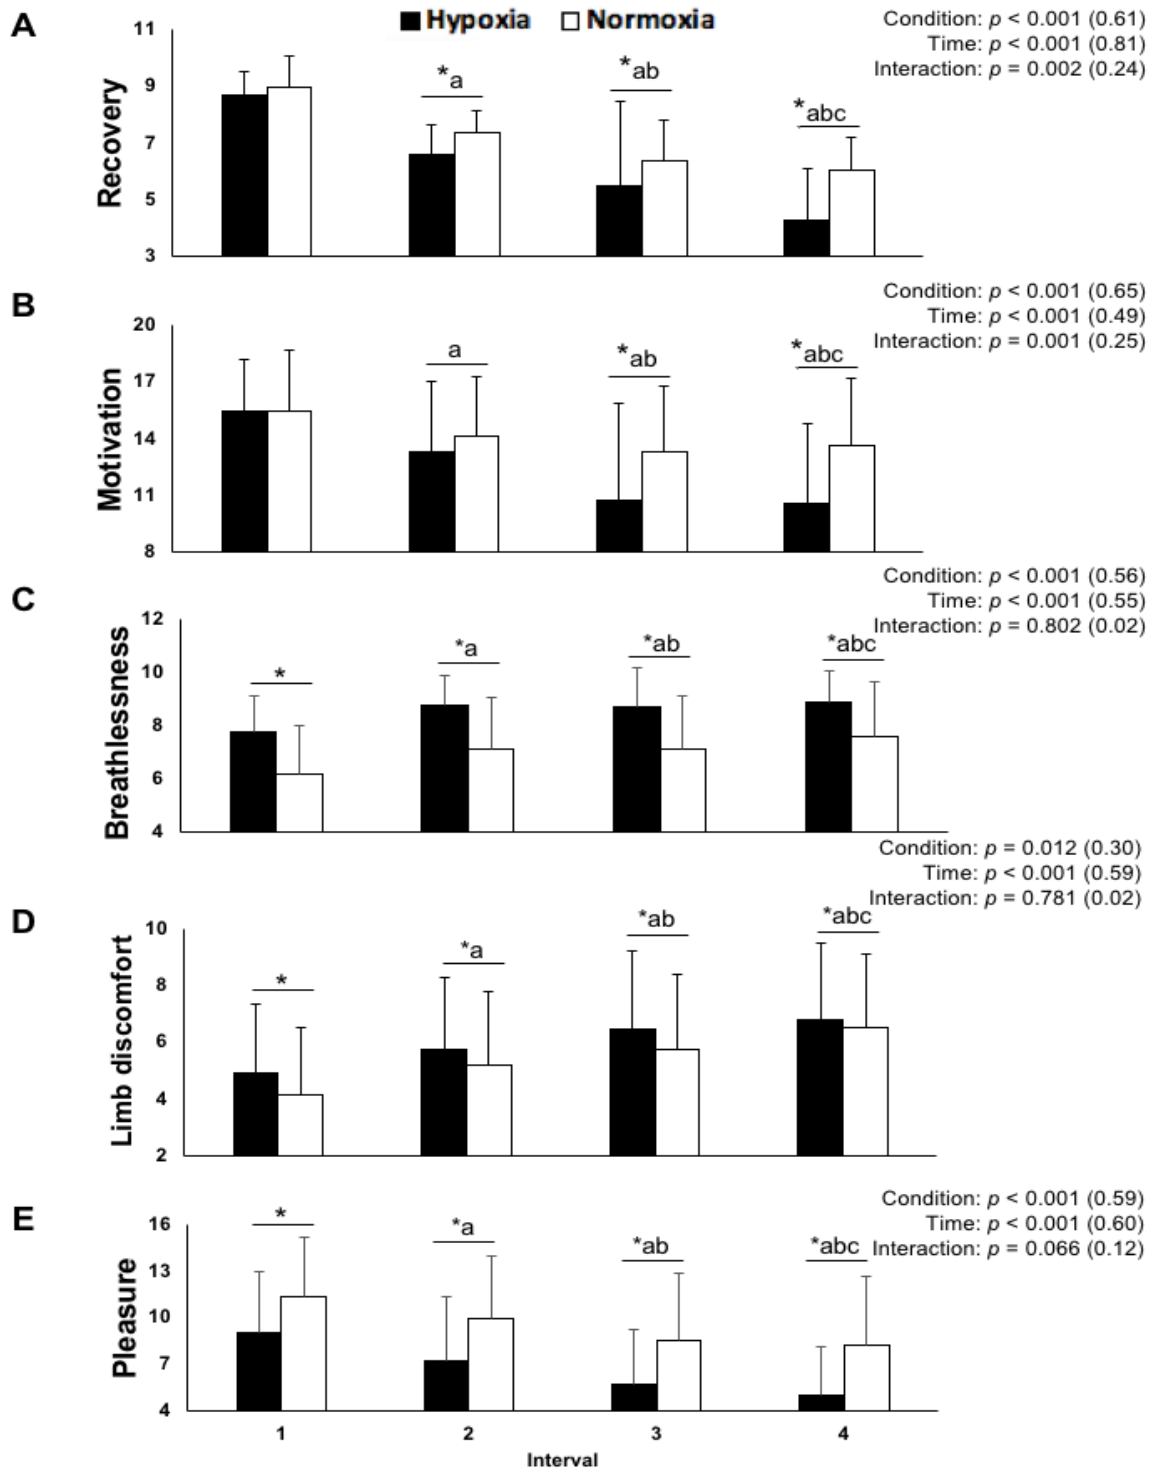 A
Hypoxia Normoxia
Condition: p < 0.001 (0.61)
Time: p < 0.001 (0.81)
Interaction: p = 0.002 (0.24)
Recovery
11
9
7
5
3
*a
*ab
*abc
B
Condition: p < 0.001 (0.65)
Time: p < 0.001 (0.49)
Interaction: p = 0.001 (0.25)
Motivation
20
17
14
11
8
a
*ab
*abc
C
Condition: p < 0.001 (0.56)
Time: p < 0.001 (0.55)
Interaction: p = 0.802 (0.02)
Breathlessness
12
10
8
6
4
*
*a
*ab
*abc
D
Condition: p = 0.012 (0.30)
Time: p < 0.001 (0.59)
Interaction: p = 0.781 (0.02)
Limb discomfort
10
8
6
4
2
*
*a
*ab
*abc
E
Condition: p < 0.001 (0.59)
Time: p < 0.001 (0.60)
Interaction: p = 0.066 (0.12)
Pleasure
16
13
10
7
4
*
*a
*ab
*abc
1 2 3 4
Interval